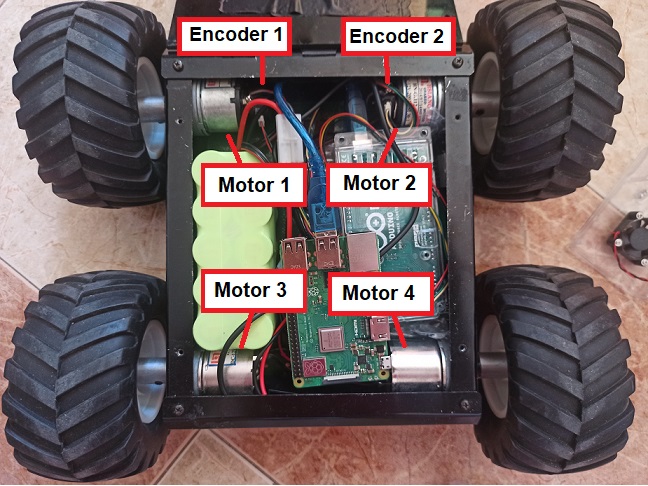 Encoder 1
Encoder 2
Motor 1
Motor 2
Motor 3
Motor 4